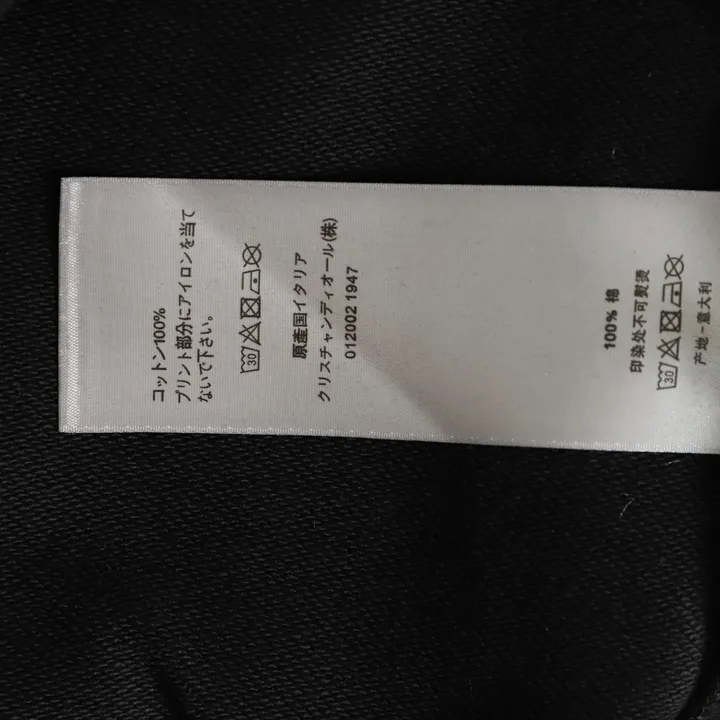 コットン100%
プリント部分にアイロンを当て
ないで下さい。
30
原産国イタリア
クリスチャンディオール(株)
012002 1947
100% 棉
印染处不可熨烫
30
产地-意大利